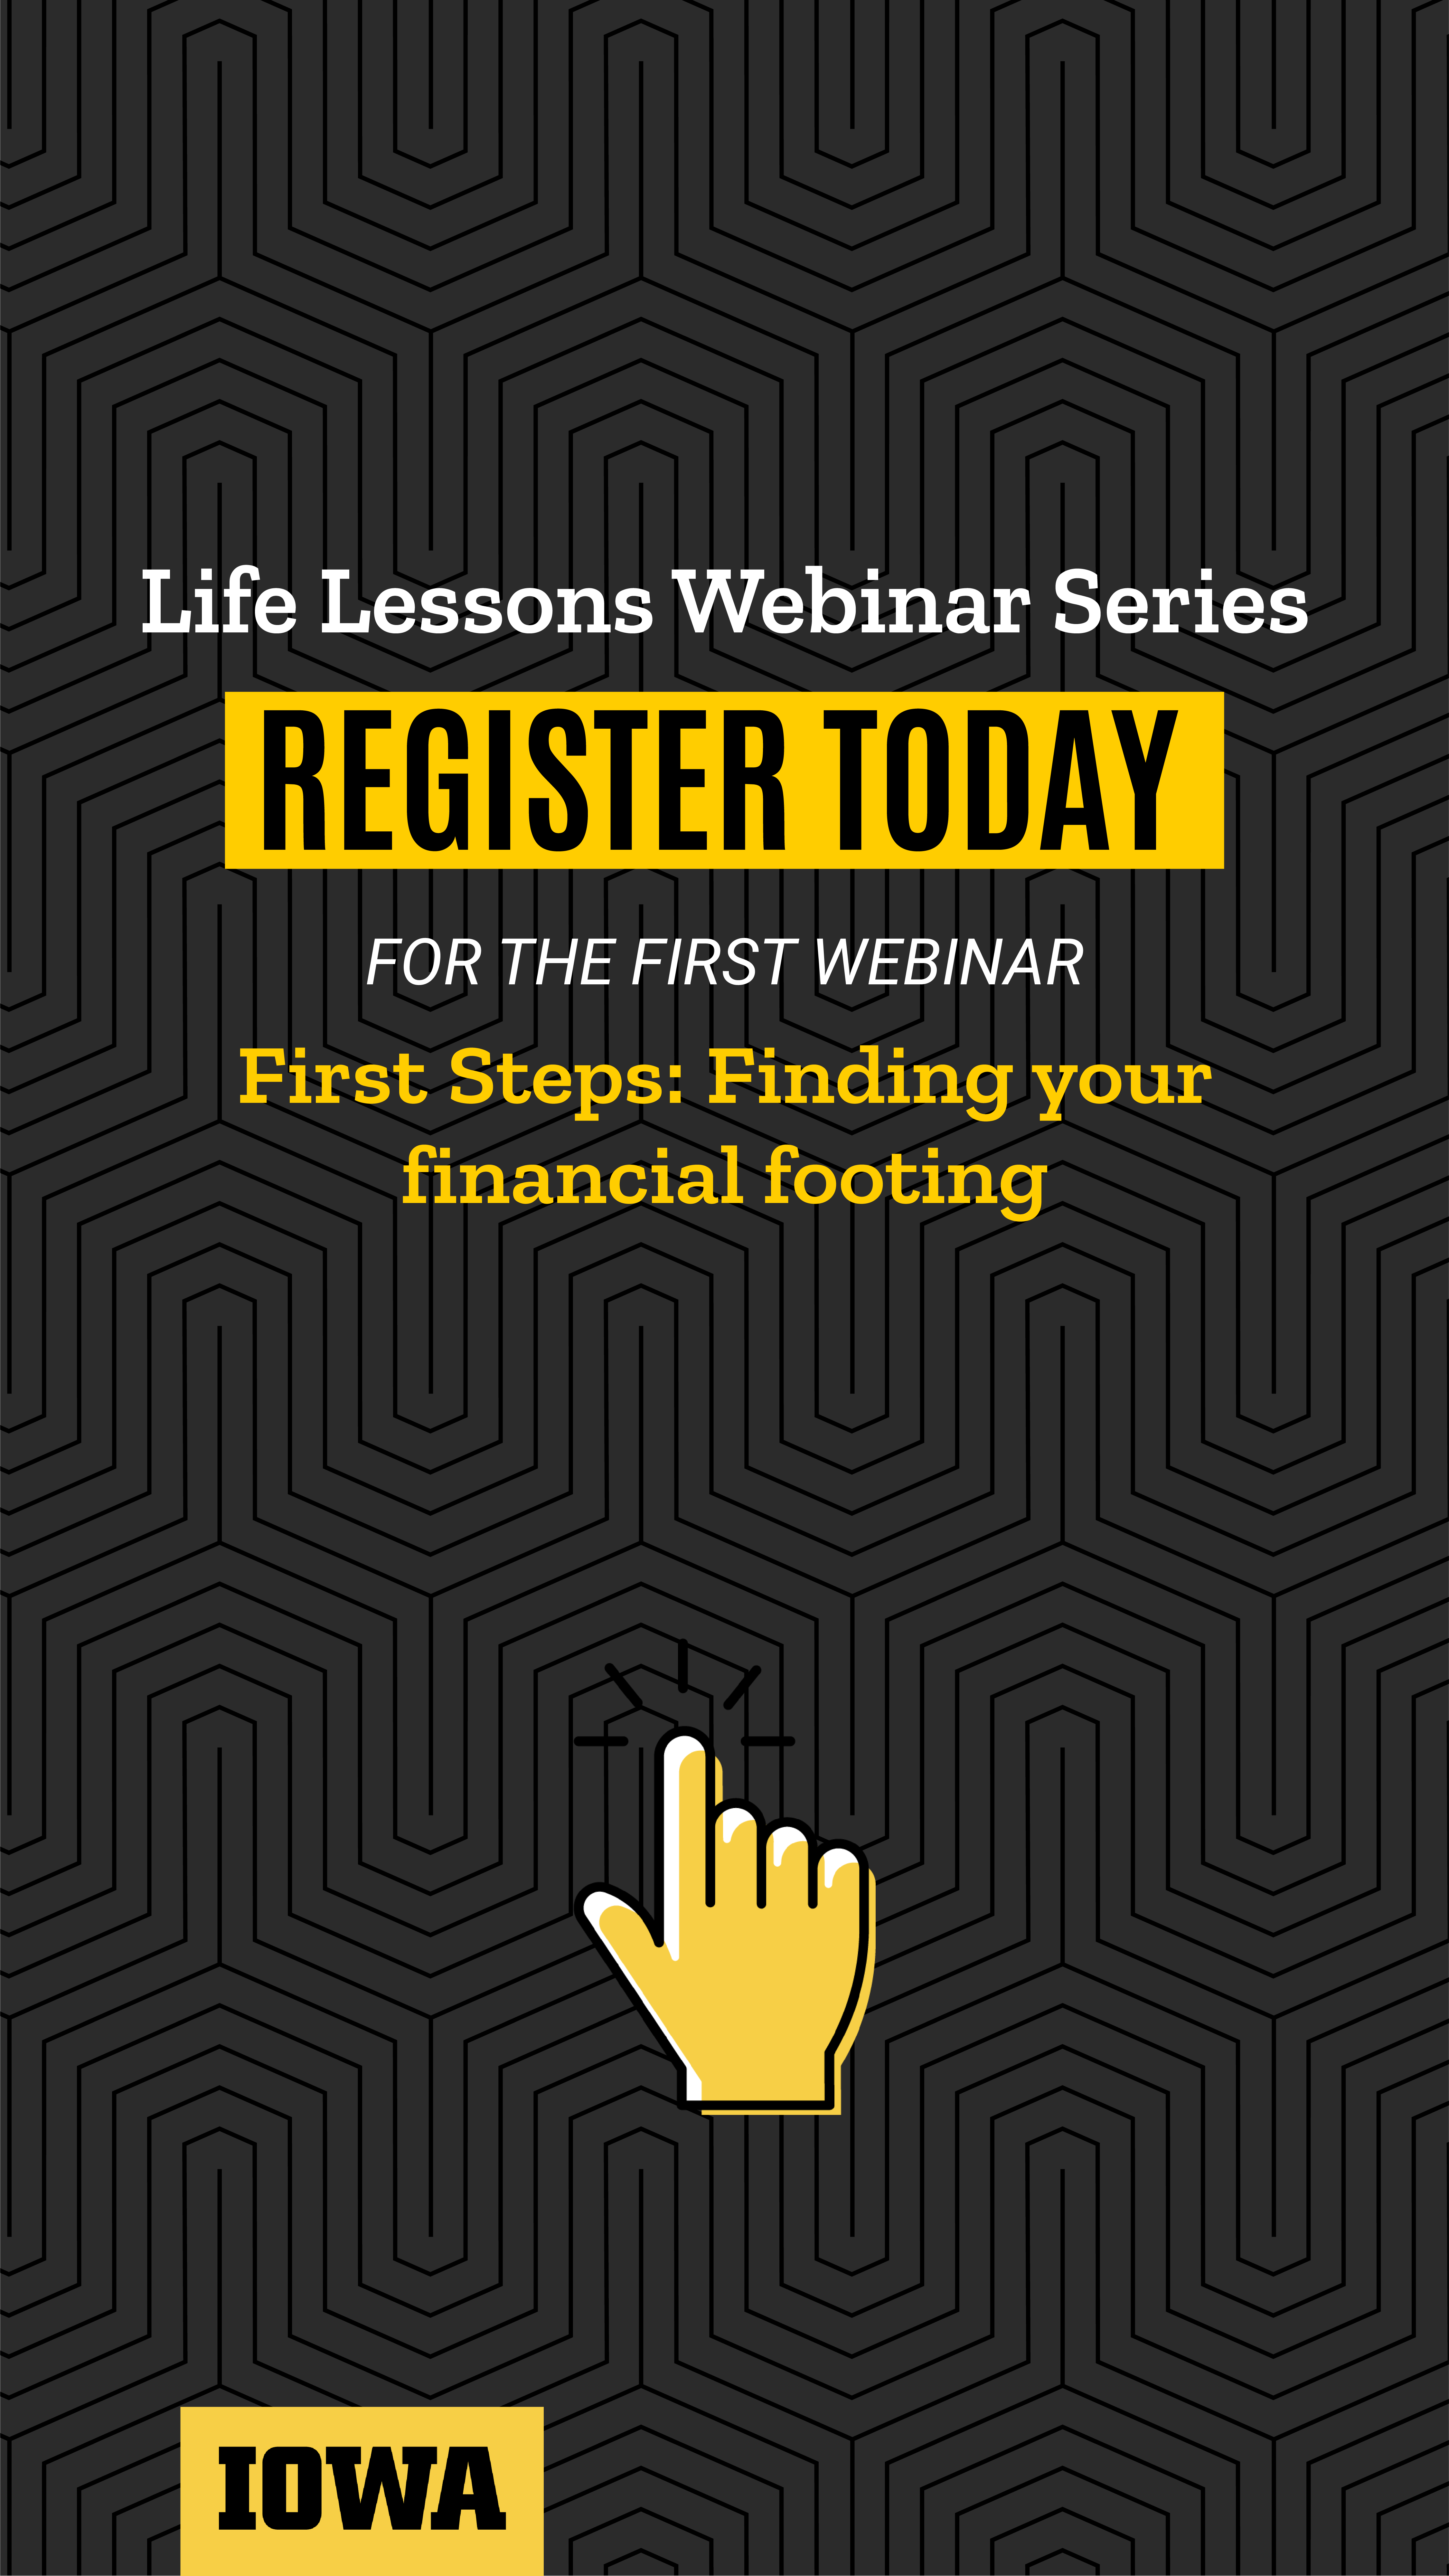 Life Lessons Webinar Series
REGISTER TODAY
FOR THE FIRST WEBINAR
First Steps: Finding your
financial footing
IOWA